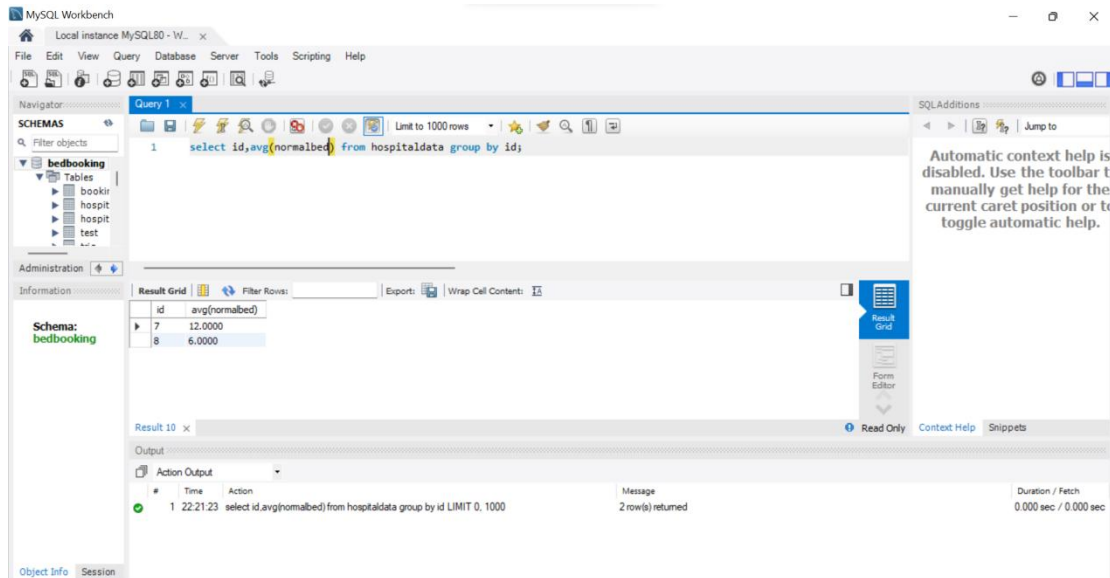 MySQL Workbench
Local instance MySQL80 - W... ×
File Edit View Query Database Server Tools Scripting Help
Navigator
Query 1 ×
SQLAdditions
SCHEMAS
Limit to 1000 rows
Jump to
Filter objects
1 select id,avg(normalbed) from hospitaldata group by id;
bedbooking
Tables
bookir
hospit
hospit
test
Automatic context help is
disabled. Use the toolbar t
manually get help for the
current caret position or to
toggle automatic help.
Administration
Information
Result Grid Filter Rows: Export: Wrap Cell Content:
id avg(normalbed)
7 12.0000
8 6.0000
Schema:
bedbooking
Result
Grid
Form
Editor
Result 10 ×
Read Only
Context Help Snippets
Output
Action Output
# Time Action Message Duration / Fetch
1 22:21:23 select id,avg(normalbed) from hospitaldata group by id LIMIT 0, 1000 2 row(s) returned 0.000 sec / 0.000 sec
Object Info Session